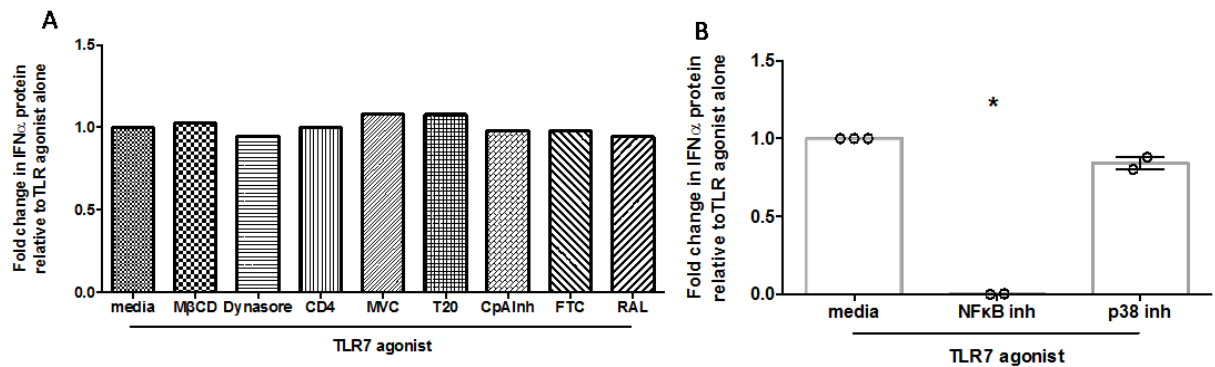 A
Fold change in IFNα protein
relative toTLR agonist alone
1.5
1.0
0.5
0.0
media MβCD Dynasore CD4 MVC T20 CpAInh FTC RAL
TLR7 agonist
B
Fold change in IFNα protein
relative toTLR agonist alone
1.5
1.0
0.5
0.0
*
media NFκB inh p38 inh
TLR7 agonist